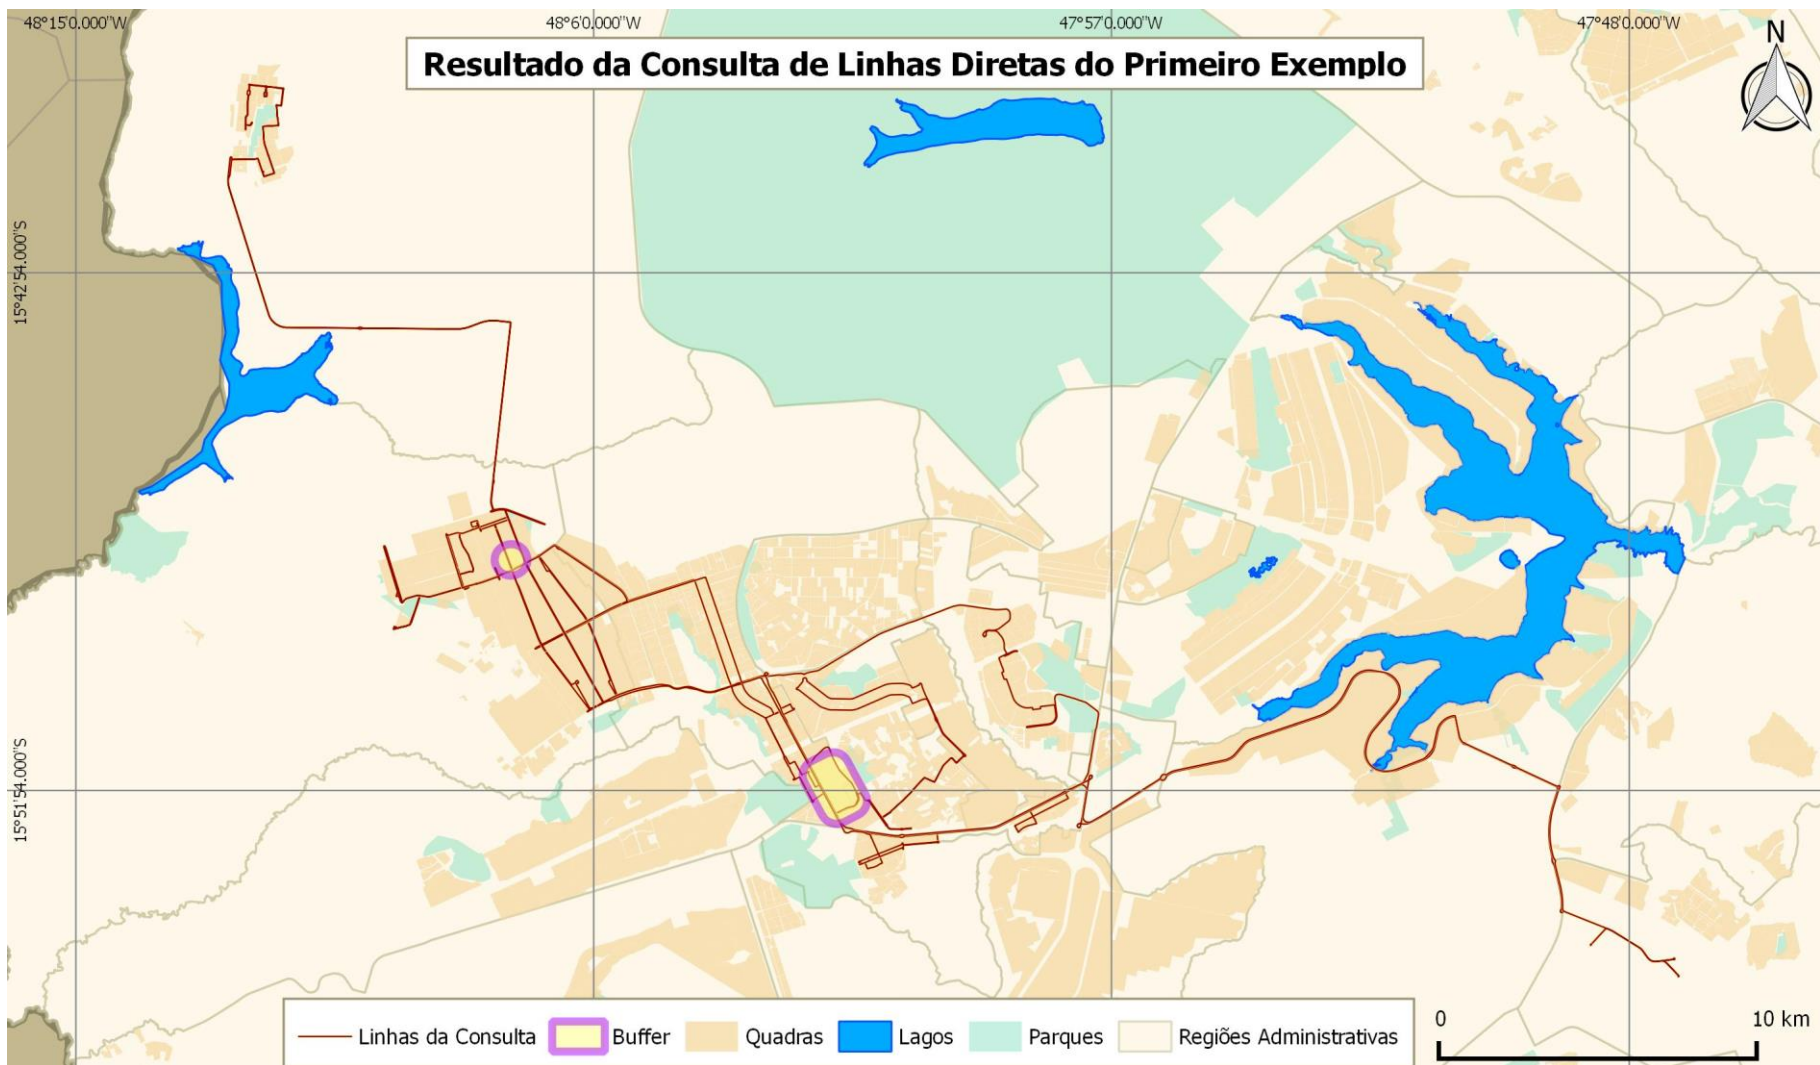 48°15'0.000"W
48°6'0.000"W
47°57'0.000"W
47°48'0.000"W
Resultado da Consulta de Linhas Diretas do Primeiro Exemplo
N
15°42'54.000"S
15°51'54.000"S
Linhas da Consulta
Buffer
Quadras
Lagos
Parques
Regiões Administrativas
0
10 km